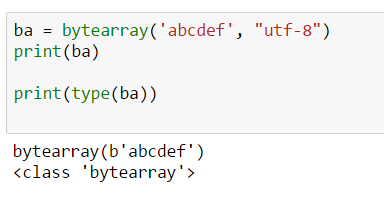 ba = bytearray('abcdef', "utf-8")
print(ba)
print(type(ba))
bytearray(b'abcdef')
<class 'bytearray'>